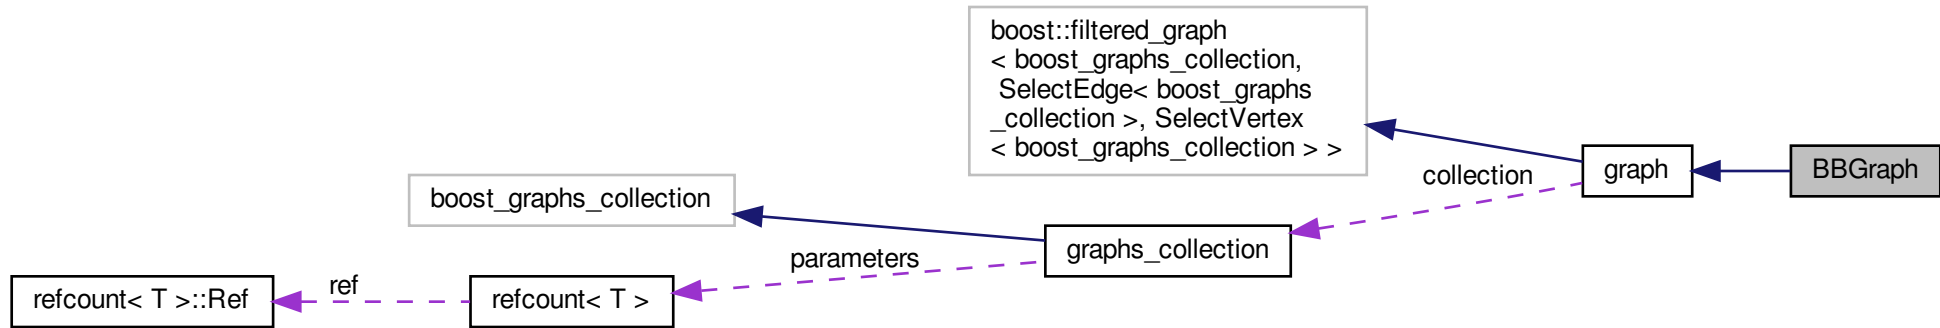 boost::filtered_graph
< boost_graphs_collection,
SelectEdge< boost_graphs
_collection >, SelectVertex
< boost_graphs_collection > >
collection
graph
BBGraph
boost_graphs_collection
graphs_collection
parameters
refcount< T >::Ref
ref
refcount< T >